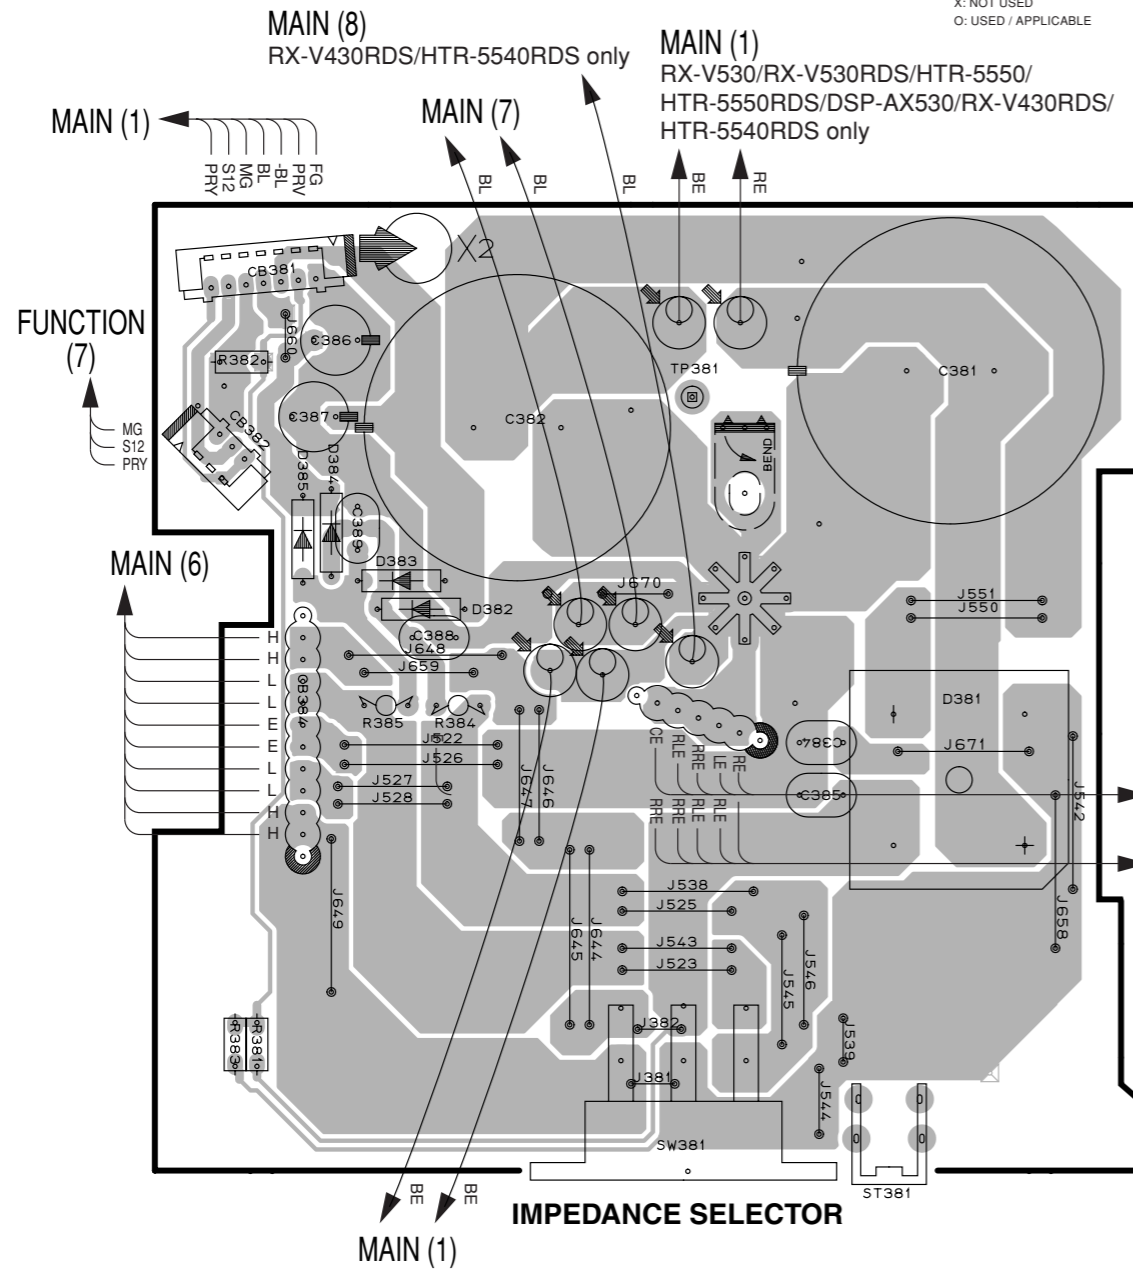 X: NOT USED
O: USED / APPLICABLE
MAIN (8)
RX-V430RDS/HTR-5540RDS only
MAIN (1)
RX-V530/RX-V530RDS/HTR-5550/
HTR-5550RDS/DSP-AX530/RX-V430RDS/
HTR-5540RDS only
MAIN (7)
MAIN (1)
PRY
S12
MG
BL
-BL
PRV
FG
BL
BL
BL
BE
RE
X2
CB381
FUNCTION
(7)
MG
S12
PRY
J660
C386
R382
C387
CB382
D385
D384
C389
C382
TP381
C381
BEND
MAIN (6)
H
H
L
L
E
E
L
L
H
H
D383
D382
C388
J670
J551
J550
J648
J659
CB384
R385
R384
D381
J522
J526
J527
J528
J647
J646
CE
RLE
RRE
LE
RE
RRE
RRE
RLE
RLE
RE
C384
C385
J671
J542
J658
J649
J538
J525
J543
J523
J645
J644
J546
J545
J539
J544
R383
R381
J382
J381
SW381
ST381
BE
BE
IMPEDANCE SELECTOR
MAIN (1)